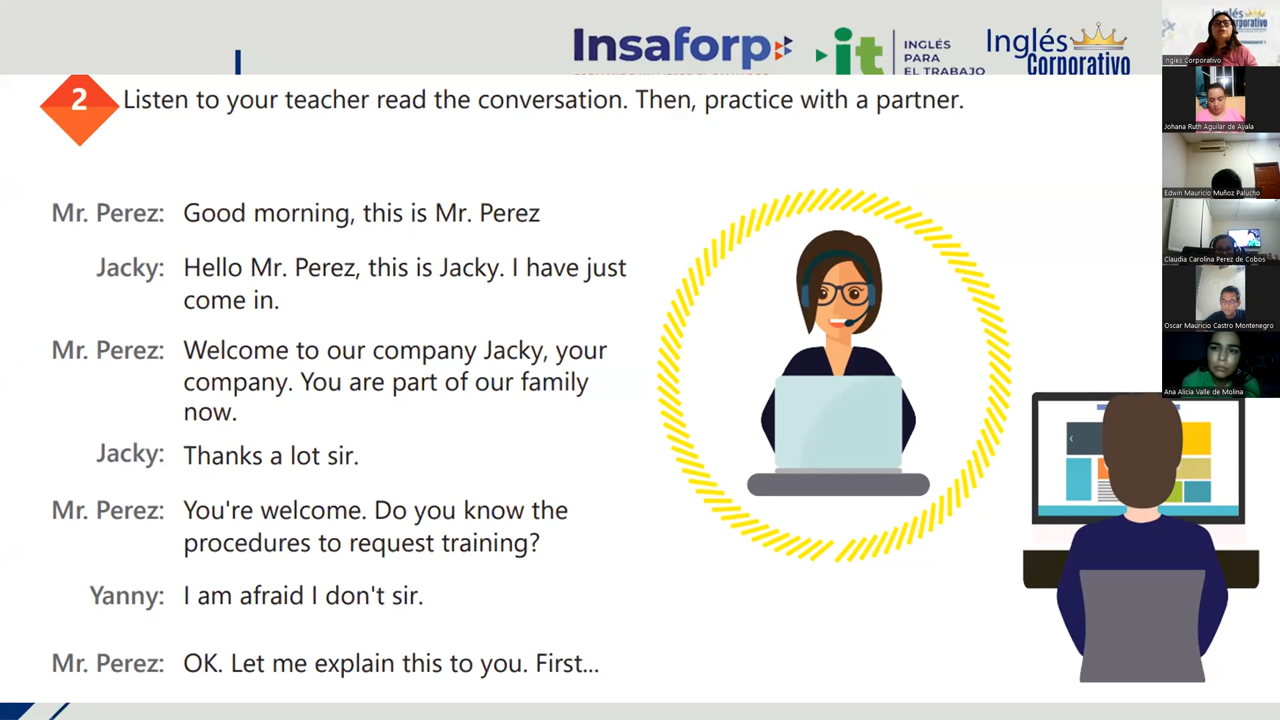 Insaforp
it
INGLÉS
PARA
EL TRABAJO
Inglés
Corporativo
2
Listen to your teacher read the conversation. Then, practice with a partner.
Mr. Perez: Good morning, this is Mr. Perez
Jacky: Hello Mr. Perez, this is Jacky. I have just
come in.
Mr. Perez: Welcome to our company Jacky, your
company. You are part of our family
now.
Jacky: Thanks a lot sir.
Mr. Perez: You're welcome. Do you know the
procedures to request training?
Yanny: I am afraid I don't sir.
Mr. Perez: OK. Let me explain this to you. First...
Ingles Corporativo
Johana Ruth Aguilar de Ayala
Edwin Mauricio Muñoz Palucho
Claudia Carolina Perez de Cobos
Oscar Mauricio Castro Montenegro
Ana Alicia Valle de Molina